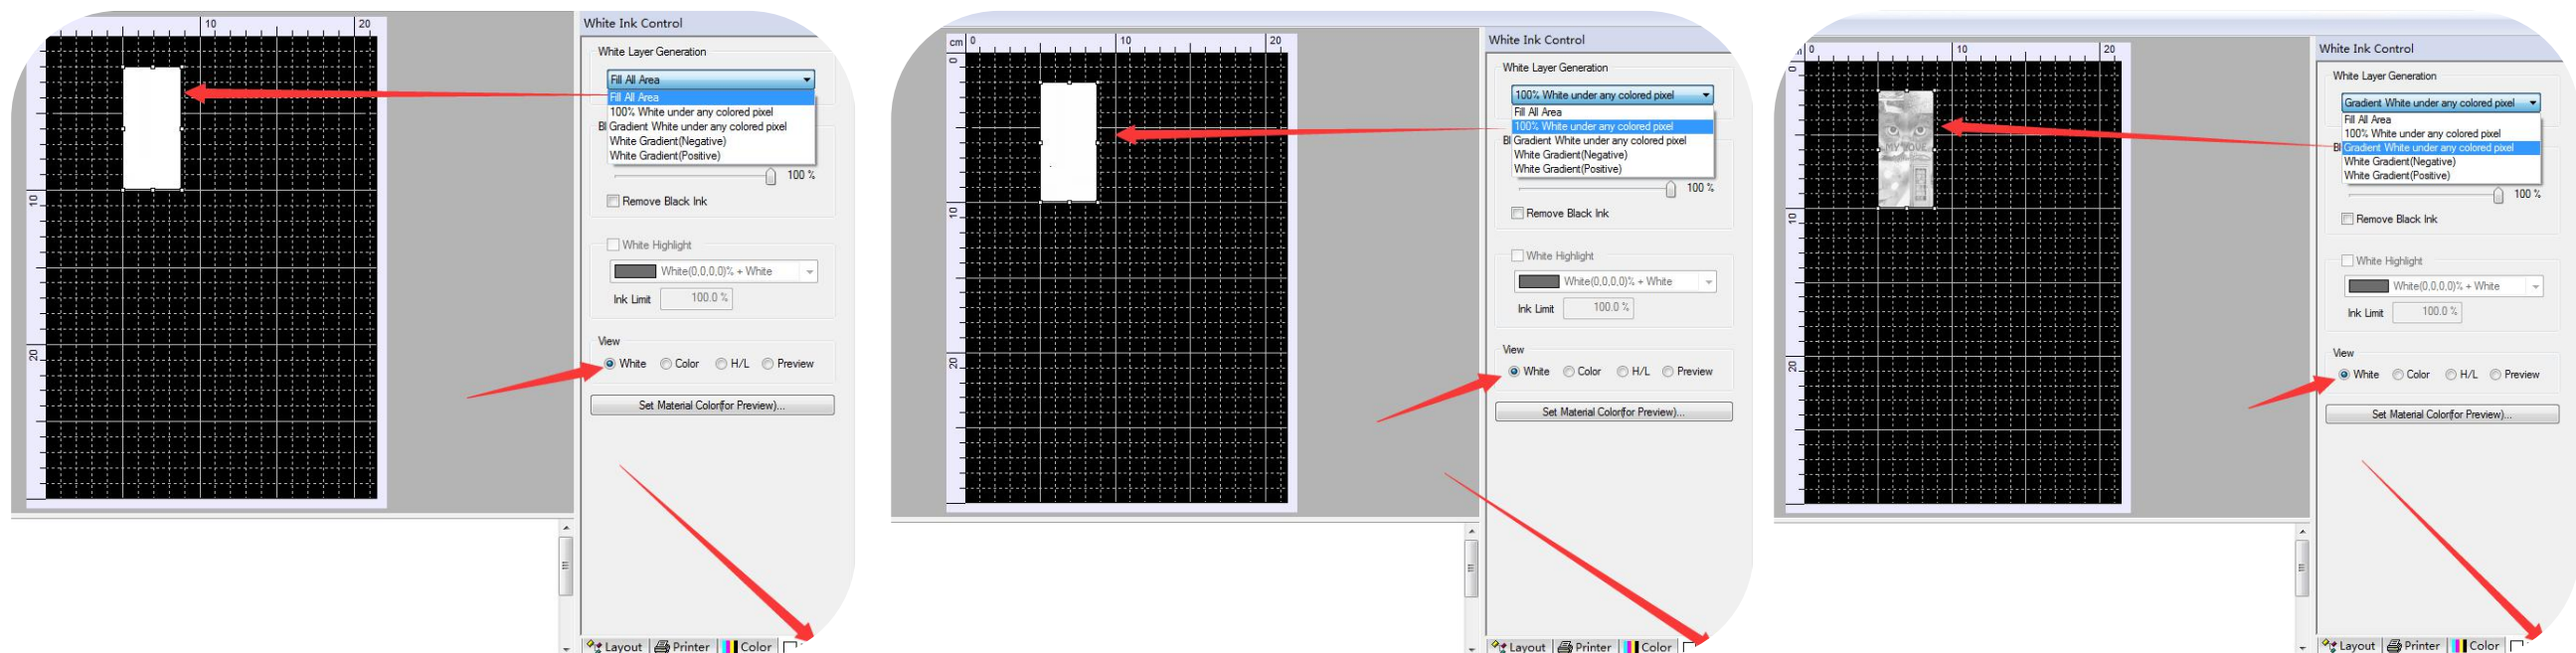 10 20
10
20
White Ink Control
White Layer Generation
Fill All Area
Fill All Area
100% White under any colored pixel
Bl Gradient White under any colored pixel
White Gradient(Negative)
White Gradient(Positive)
100 %
Remove Black Ink
White Highlight
White(0,0,0,0)% + White
Ink Limit 100.0 %
View
White Color H/L Preview
Set Material Color(for Preview)...
Layout Printer Color
cm 0 10 20
0
10
20
White Ink Control
White Layer Generation
100% White under any colored pixel
Fill All Area
100% White under any colored pixel
Bl Gradient White under any colored pixel
White Gradient(Negative)
White Gradient(Positive)
100 %
Remove Black Ink
White Highlight
White(0,0,0,0)% + White
Ink Limit 100.0 %
View
White Color H/L Preview
Set Material Color(for Preview)...
Layout Printer Color
0 10 20
0
10
20
MY LOVE
White Ink Control
White Layer Generation
Gradient White under any colored pixel
Fill All Area
100% White under any colored pixel
Bl Gradient White under any colored pixel
White Gradient(Negative)
White Gradient(Positive)
100 %
Remove Black Ink
White Highlight
White(0,0,0,0)% + White
Ink Limit 100.0 %
View
White Color H/L Preview
Set Material Color(for Preview)...
Layout Printer Color